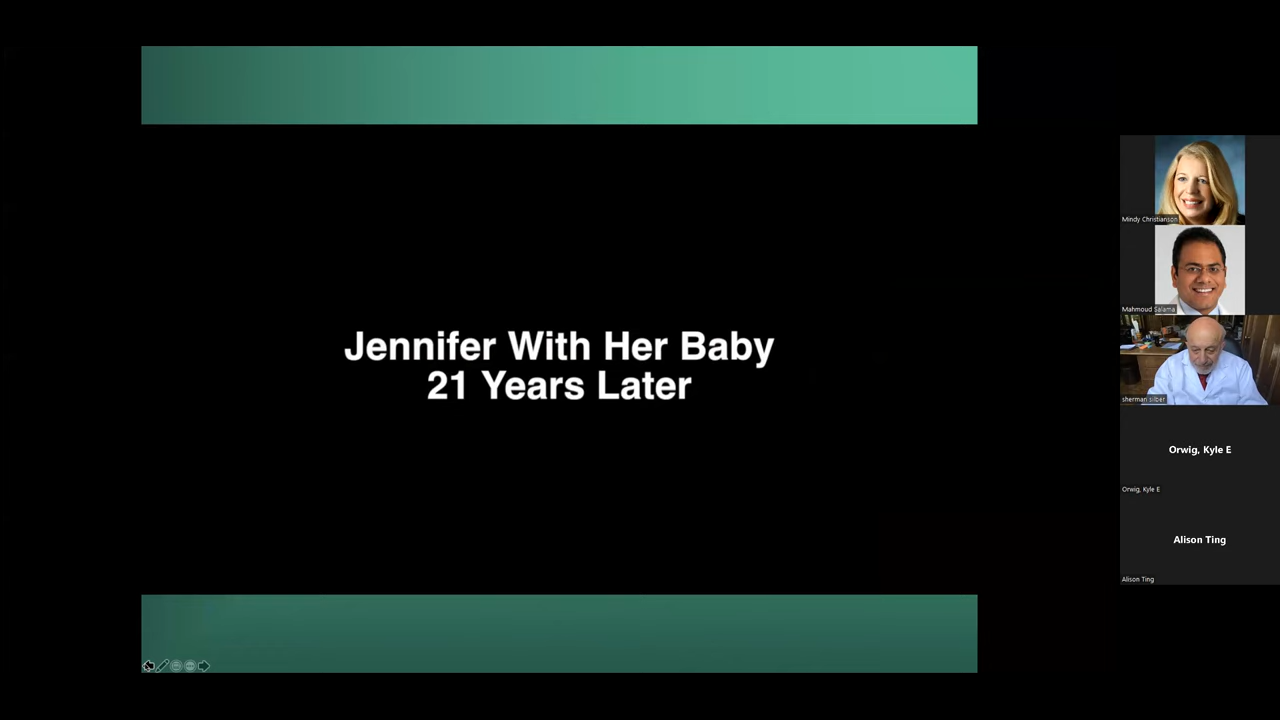 Jennifer With Her Baby
21 Years Later
Mindy Christianson
Mahmoud Salama
sherman silber
Orwig, Kyle E
Orwig, Kyle E
Alison Ting
Alison Ting